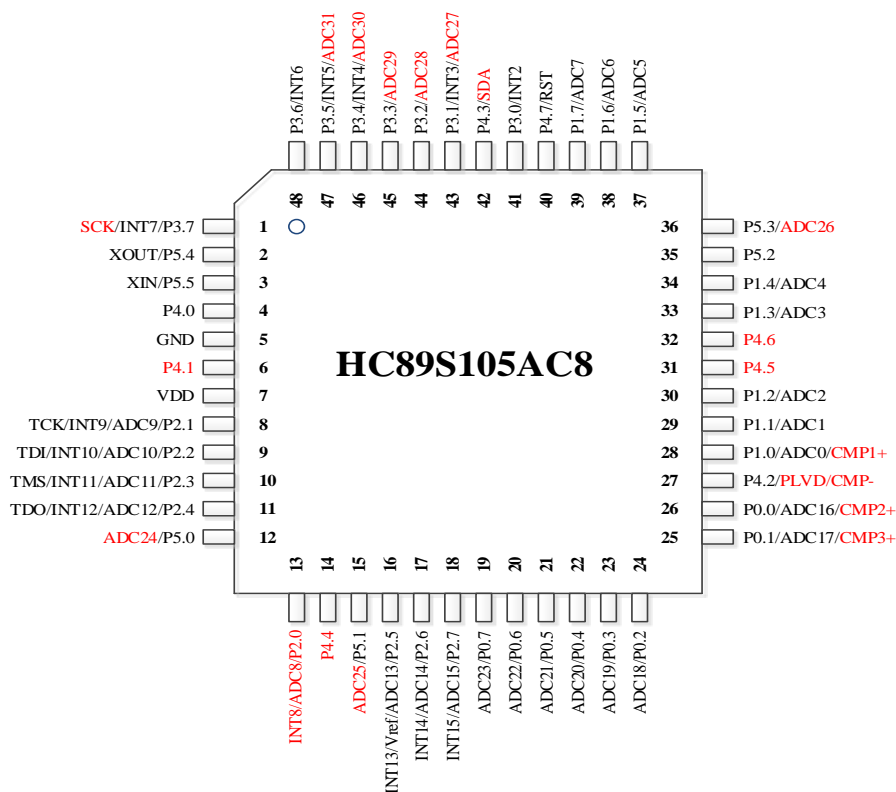 P3.6/INT6
P3.5/INT5/ADC31
P3.4/INT4/ADC30
P3.3/ADC29
P3.2/ADC28
P3.1/INT3/ADC27
P4.3/SDA
P3.0/INT2
P4.7/RST
P1.7/ADC7
P1.6/ADC6
P1.5/ADC5
48 47 46 45 44 43 42 41 40 39 38 37
SCK/INT7/P3.7 1
XOUT/P5.4 2
XIN/P5.5 3
P4.0 4
GND 5
P4.1 6
VDD 7
TCK/INT9/ADC9/P2.1 8
TDI/INT10/ADC10/P2.2 9
TMS/INT11/ADC11/P2.3 10
TDO/INT12/ADC12/P2.4 11
ADC24/P5.0 12
HC89S105AC8
36 P5.3/ADC26
35 P5.2
34 P1.4/ADC4
33 P1.3/ADC3
32 P4.6
31 P4.5
30 P1.2/ADC2
29 P1.1/ADC1
28 P1.0/ADC0/CMP1+
27 P4.2/PLVD/CMP-
26 P0.0/ADC16/CMP2+
25 P0.1/ADC17/CMP3+
13 14 15 16 17 18 19 20 21 22 23 24
INT8/ADC8/P2.0
P4.4
ADC25/P5.1
INT13/Vref/ADC13/P2.5
INT14/ADC14/P2.6
INT15/ADC15/P2.7
ADC23/P0.7
ADC22/P0.6
ADC21/P0.5
ADC20/P0.4
ADC19/P0.3
ADC18/P0.2